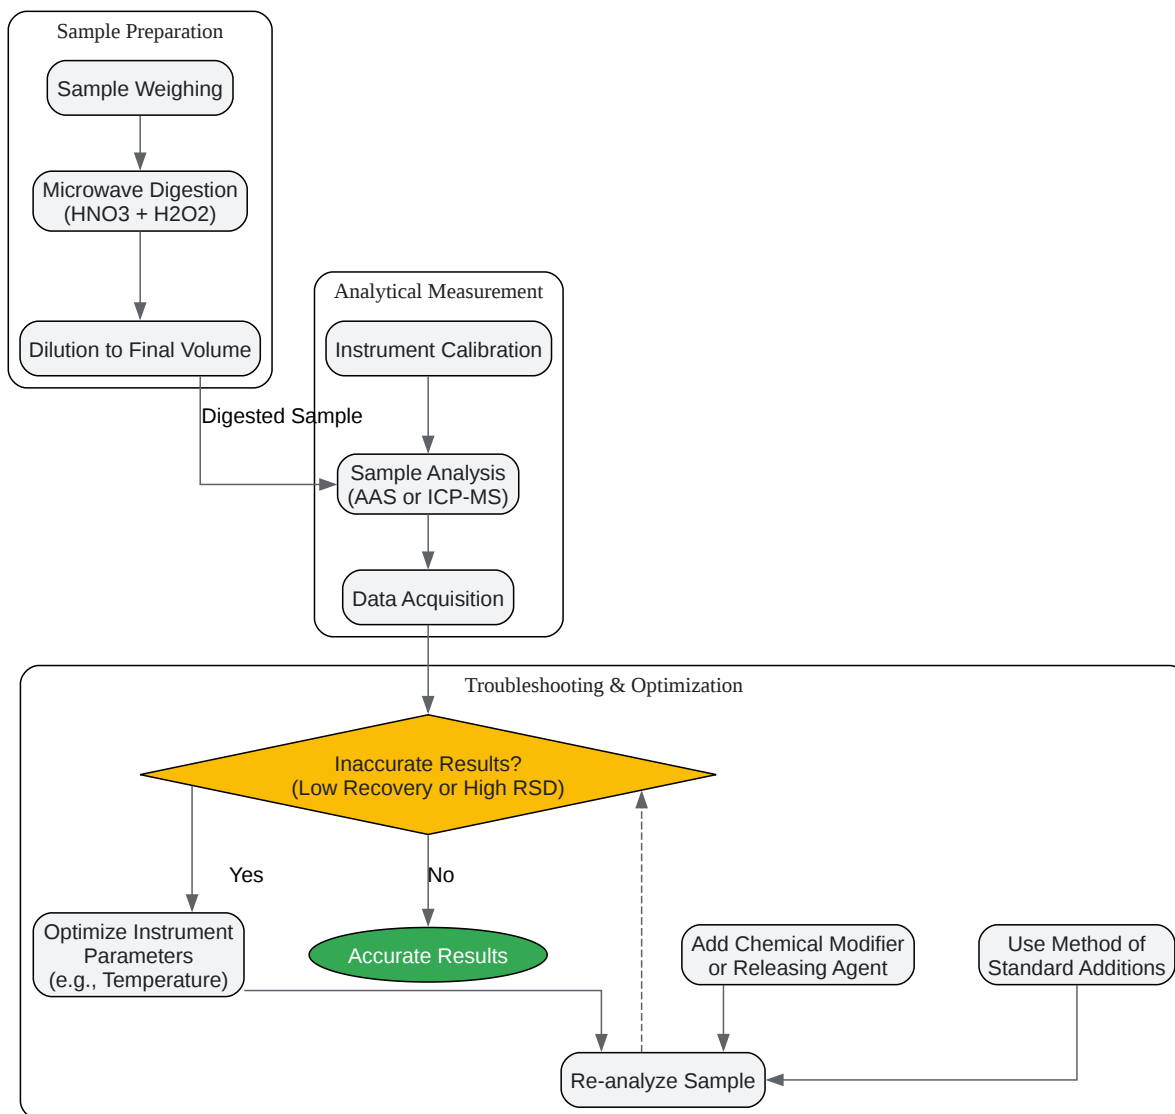 Sample Preparation
Sample Weighing
Microwave Digestion
(HNO3 + H2O2)
Dilution to Final Volume
Analytical Measurement
Instrument Calibration
Digested Sample
Sample Analysis
(AAS or ICP-MS)
Data Acquisition
Troubleshooting & Optimization
Inaccurate Results?
(Low Recovery or High RSD)
Yes
No
Optimize Instrument
Parameters
(e.g., Temperature)
Accurate Results
Add Chemical Modifier
or Releasing Agent
Use Method of
Standard Additions
Re-analyze Sample